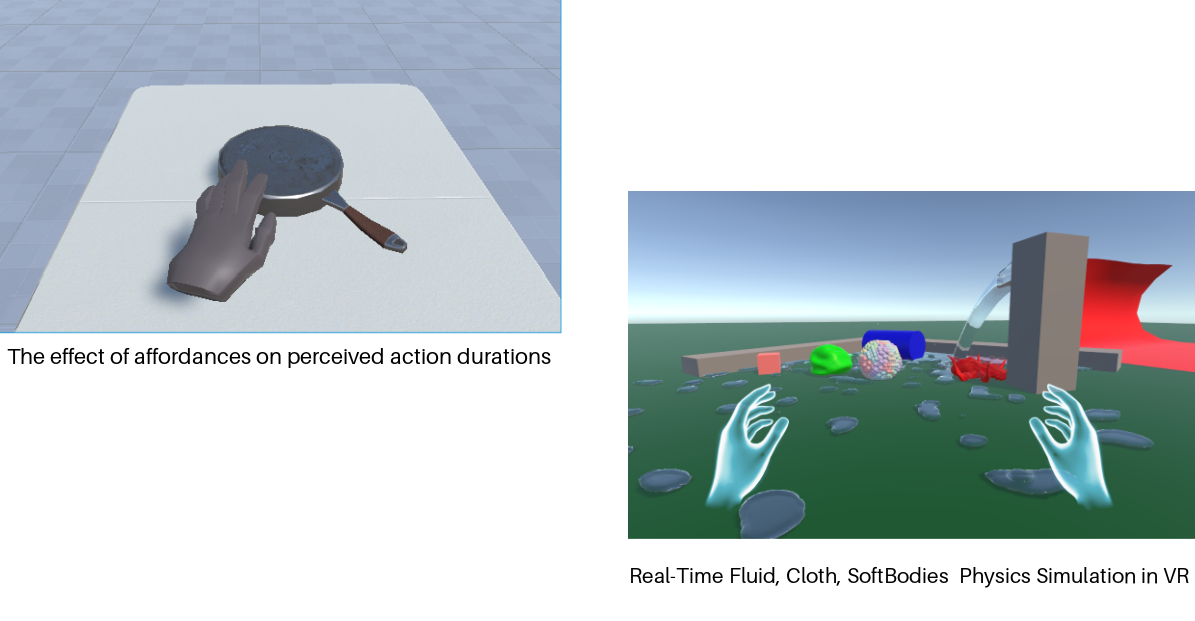 The effect of affordances on perceived action durations
Real-Time Fluid, Cloth, SoftBodies  Physics Simulation in VR